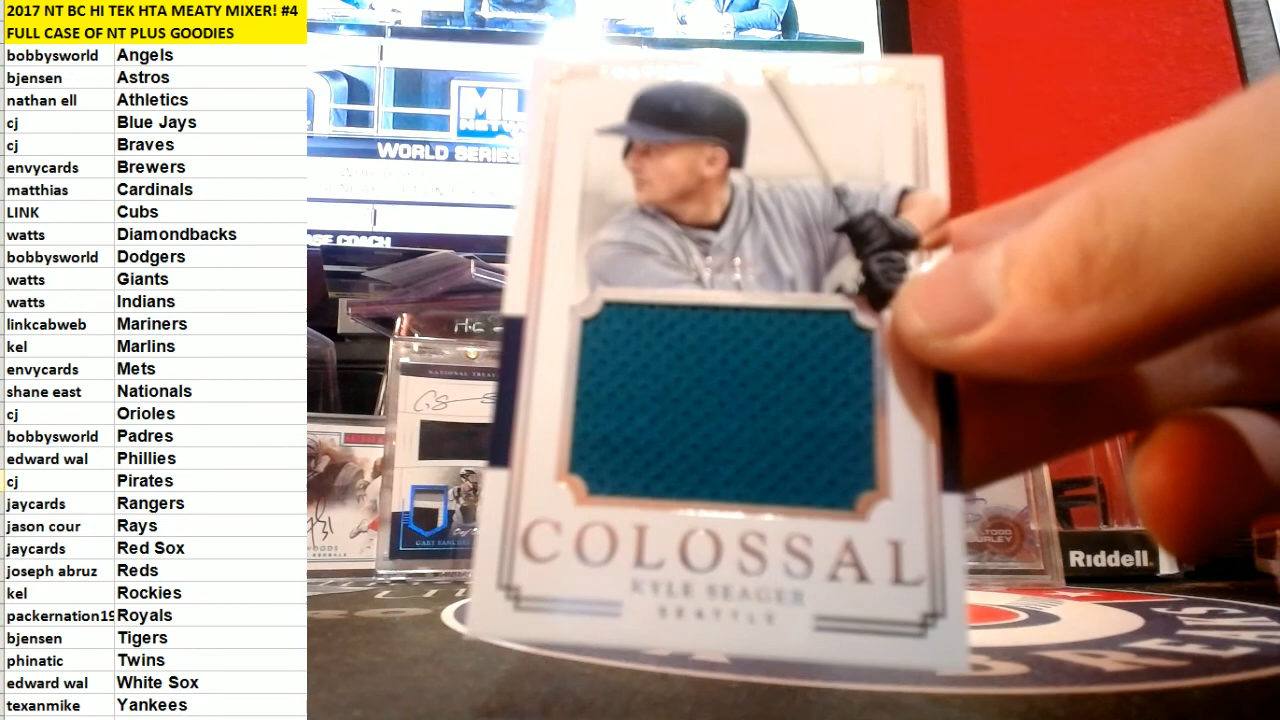 2017 NT BC HI TEK HTA MEATY MIXER! #4
FULL CASE OF NT PLUS GOODIES
bobbysworld Angels
bjensen Astros
nathan ell Athletics
cj Blue Jays
cj Braves
envycards Brewers
matthias Cardinals
LINK Cubs
watts Diamondbacks
bobbysworld Dodgers
watts Giants
watts Indians
linkcabweb Mariners
kel Marlins
envycards Mets
shane east Nationals
cj Orioles
bobbysworld Padres
edward wal Phillies
cj Pirates
jaycards Rangers
jason cour Rays
jaycards Red Sox
joseph abruz Reds
kel Rockies
packernation19 Royals
bjensen Tigers
phinatic Twins
edward wal White Sox
texanmike Yankees
WORLD SERIES
COACH
COLOSSAL
KYLE SEAGER
SEATTLE
Riddell